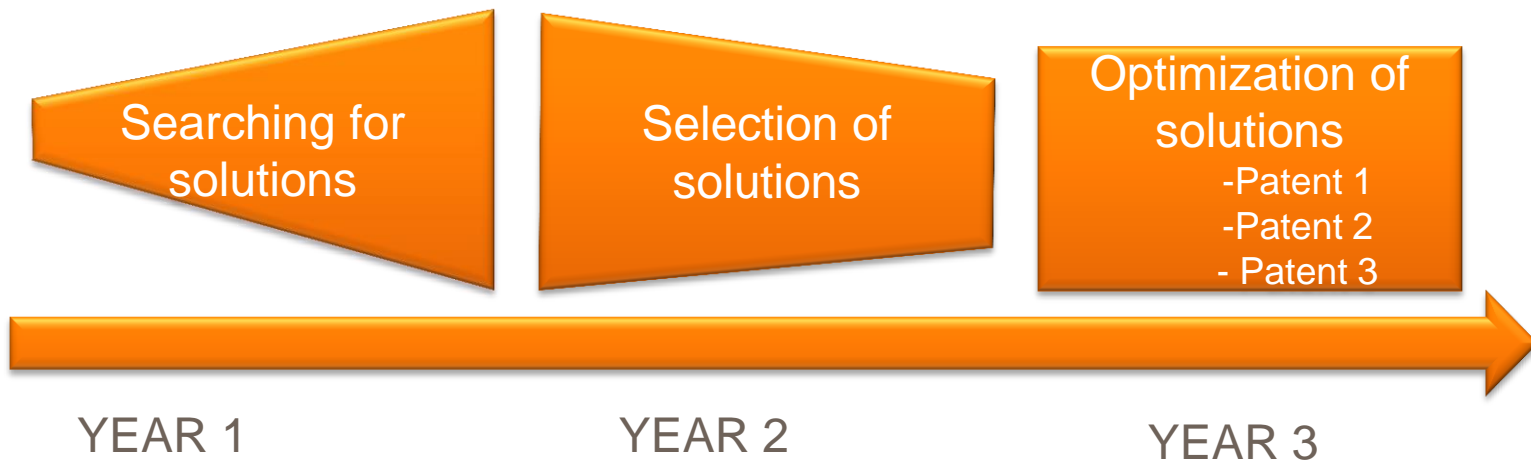 Searching for
solutions
Selection of
solutions
Optimization of
solutions
-Patent 1
-Patent 2
- Patent 3
YEAR 1
YEAR 2
YEAR 3